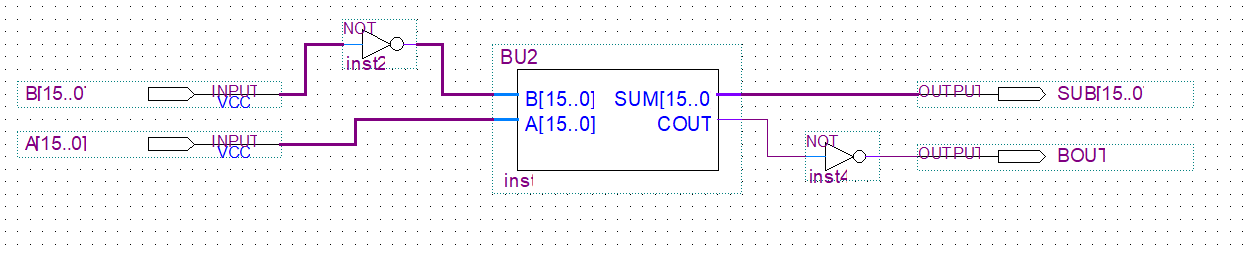 NOT
inst2
BU2
B[15..0]
INPUT
VCC
B[15..0]
SUM[15..0
OUTPUT
SUB[15..0
A[15..0]
INPUT
VCC
A[15..0]
COUT
NOT
inst4
OUTPUT
BOUT
inst